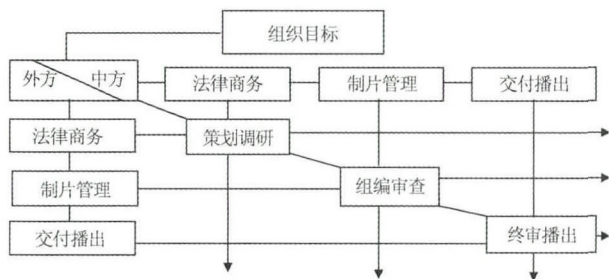 组织目标
外方 中方 法律商务 制片管理 交付播出
法律商务 策划调研
制片管理 组编审查
交付播出 终审播出